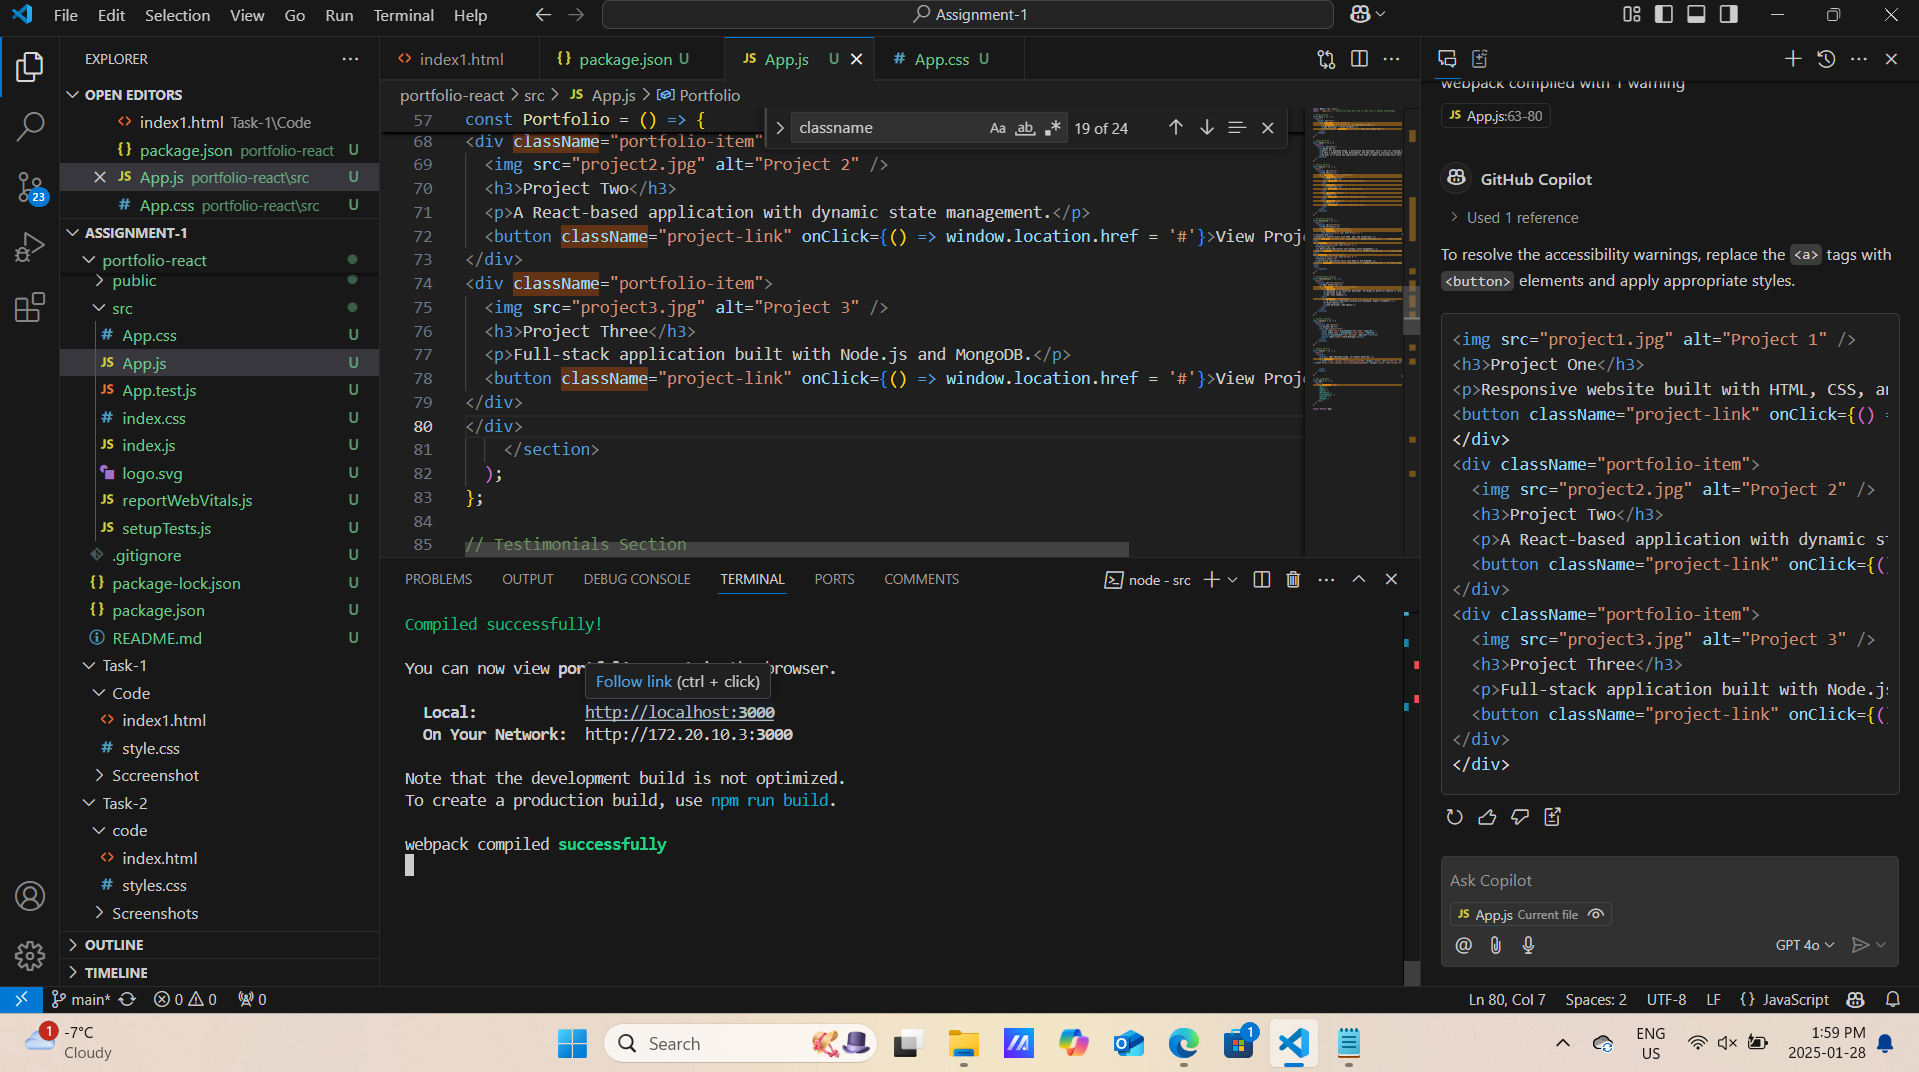 File Edit Selection View Go Run Terminal Help
Assignment-1
EXPLORER
OPEN EDITORS
index1.html Task-1\Code
package.json portfolio-react U
App.js portfolio-react\src U
App.css portfolio-react\src U
ASSIGNMENT-1
portfolio-react
public
src
App.css U
App.js U
App.test.js U
index.css U
index.js U
logo.svg U
reportWebVitals.js U
setupTests.js U
.gitignore U
package-lock.json U
package.json U
README.md U
Task-1
Code
index1.html
style.css
Sccreenshot
Task-2
code
index.html
styles.css
Screenshots
OUTLINE
TIMELINE
23
index1.html
package.json U
App.js U
App.css U
portfolio-react > src > JS App.js > Portfolio
classname
Aa ab
19 of 24
57 const Portfolio = () => {
68 <div className="portfolio-item"
69 <img src="project2.jpg" alt="Project 2" />
70 <h3>Project Two</h3>
71 <p>A React-based application with dynamic state management.</p>
72 <button className="project-link" onClick={() => window.location.href = '#'}>View Proj
73 </div>
74 <div className="portfolio-item">
75 <img src="project3.jpg" alt="Project 3" />
76 <h3>Project Three</h3>
77 <p>Full-stack application built with Node.js and MongoDB.</p>
78 <button className="project-link" onClick={() => window.location.href = '#'}>View Proj
79 </div>
80 </div>
81 </section>
82 );
83 };
84
85 // Testimonials Section
PROBLEMS OUTPUT DEBUG CONSOLE TERMINAL PORTS COMMENTS
node - src
Compiled successfully!
You can now view browser.
Follow link (ctrl + click)
Local: http://localhost:3000
On Your Network: http://172.20.10.3:3000
Note that the development build is not optimized.
To create a production build, use npm run build.
webpack compiled successfully
webpack compiled with 1 warning
JS App.js:63-80
GitHub Copilot
Used 1 reference
To resolve the accessibility warnings, replace the <a> tags with
<button> elements and apply appropriate styles.
<img src="project1.jpg" alt="Project 1" />
<h3>Project One</h3>
<p>Responsive website built with HTML, CSS, an
<button className="project-link" onClick={() =
</div>
<div className="portfolio-item">
<img src="project2.jpg" alt="Project 2" />
<h3>Project Two</h3>
<p>A React-based application with dynamic s
<button className="project-link" onClick={(
</div>
<div className="portfolio-item">
<img src="project3.jpg" alt="Project 3" />
<h3>Project Three</h3>
<p>Full-stack application built with Node.js
<button className="project-link" onClick={(
</div>
</div>
Ask Copilot
JS App.js Current file
GPT 4o
main* 0 0 0
Ln 80, Col 7 Spaces: 2 UTF-8 LF {} JavaScript
1
-7°C
Cloudy
Search
1
ENG
US
1:59 PM
2025-01-28